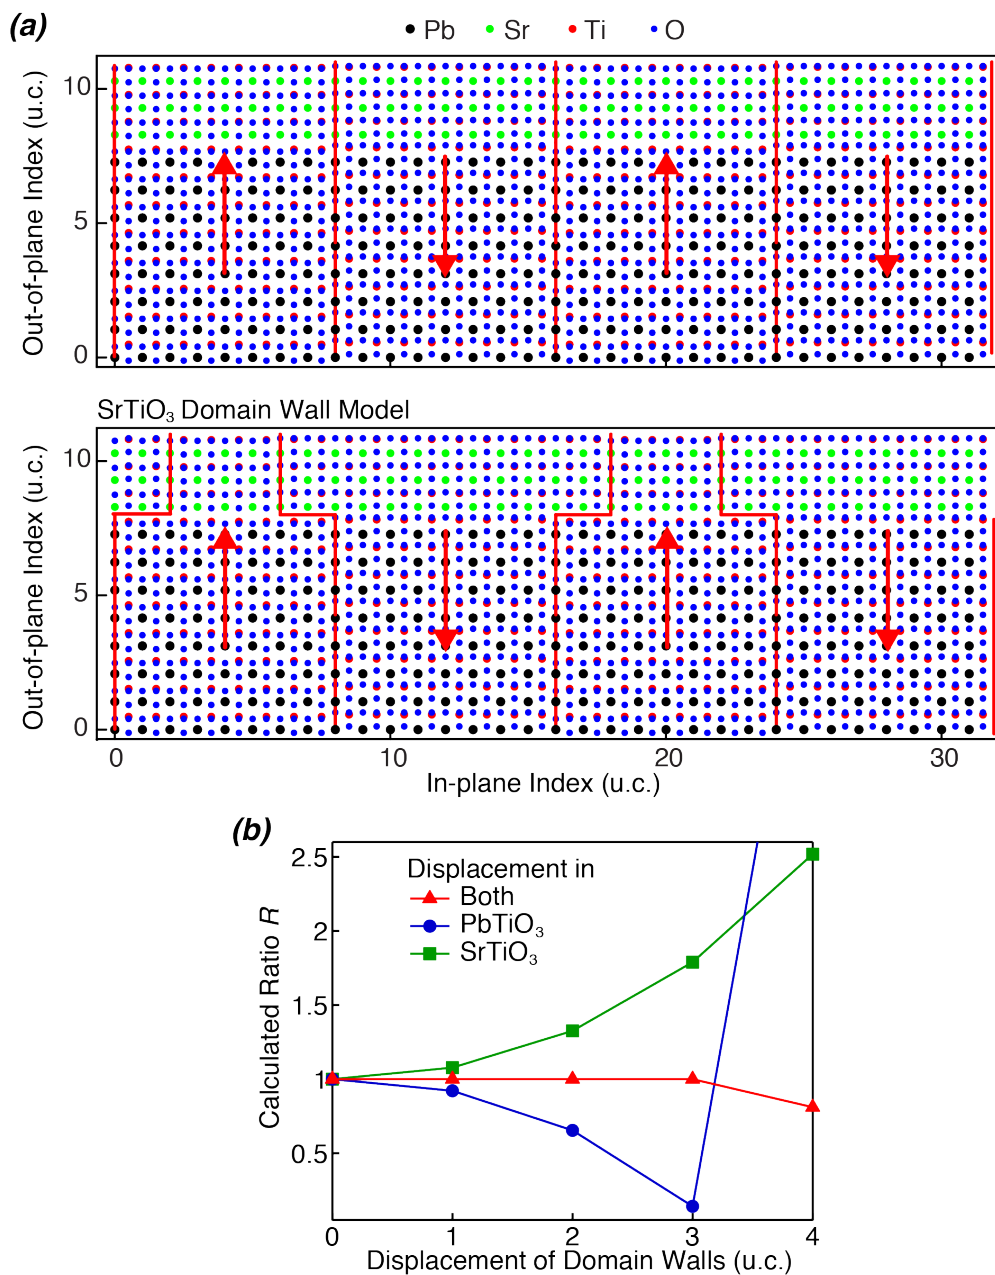 (a)
Pb Sr Ti O
Out-of-plane Index (u.c.)
10
5
0
SrTiO₃ Domain Wall Model
Out-of-plane Index (u.c.)
10
5
0
0 10 20 30
In-plane Index (u.c.)
(b)
Calculated Ratio R
2.5
2
1.5
1
0.5
Displacement in
Both
PbTiO₃
SrTiO₃
0 1 2 3 4
Displacement of Domain Walls (u.c.)